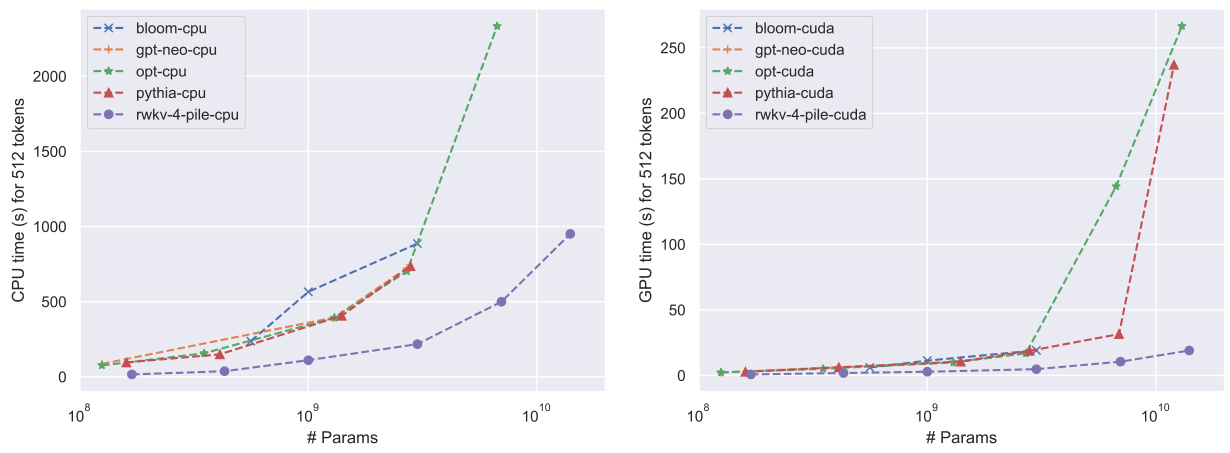 bloom-cpu
gpt-neo-cpu
opt-cpu
pythia-cpu
rwkv-4-pile-cpu
CPU time (s) for 512 tokens
2000
1500
1000
500
0
10^8
10^9
10^10
# Params
bloom-cuda
gpt-neo-cuda
opt-cuda
pythia-cuda
rwkv-4-pile-cuda
GPU time (s) for 512 tokens
250
200
150
100
50
0
10^8
10^9
10^10
# Params